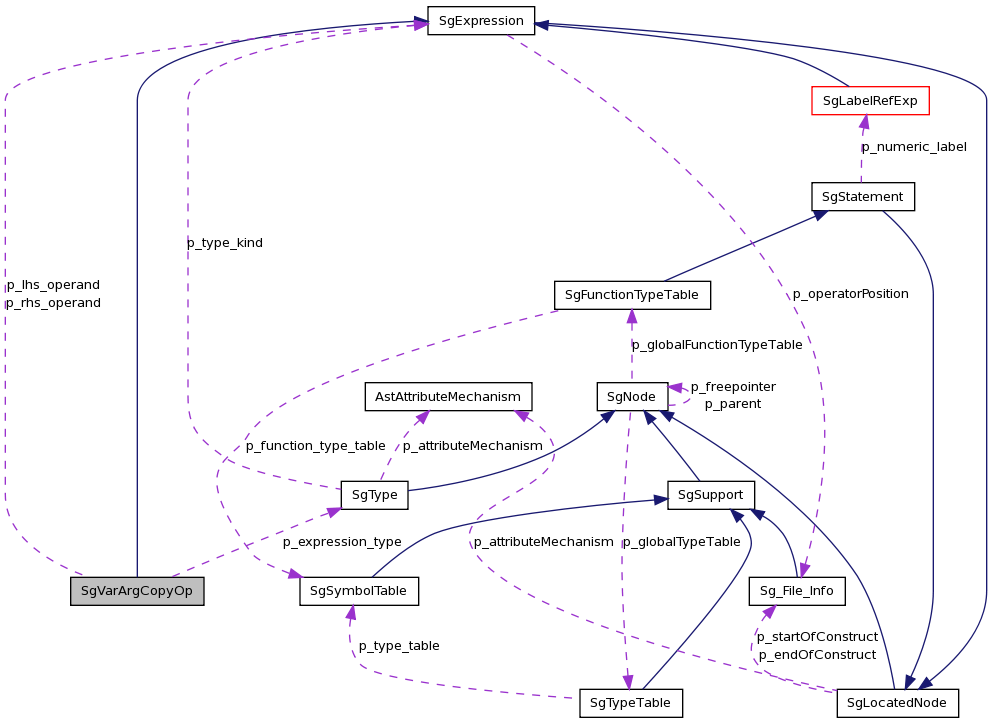 SgExpression
SgLabelRefExp
p_numeric_label
SgStatement
p_type_kind
p_lhs_operand
p_rhs_operand
p_operatorPosition
SgFunctionTypeTable
p_globalFunctionTypeTable
AstAttributeMechanism
SgNode
p_freepointer
p_parent
p_function_type_table
p_attributeMechanism
SgType
SgSupport
p_expression_type
p_attributeMechanism
p_globalTypeTable
SgVarArgCopyOp
SgSymbolTable
Sg_File_Info
p_type_table
p_startOfConstruct
p_endOfConstruct
SgTypeTable
SgLocatedNode